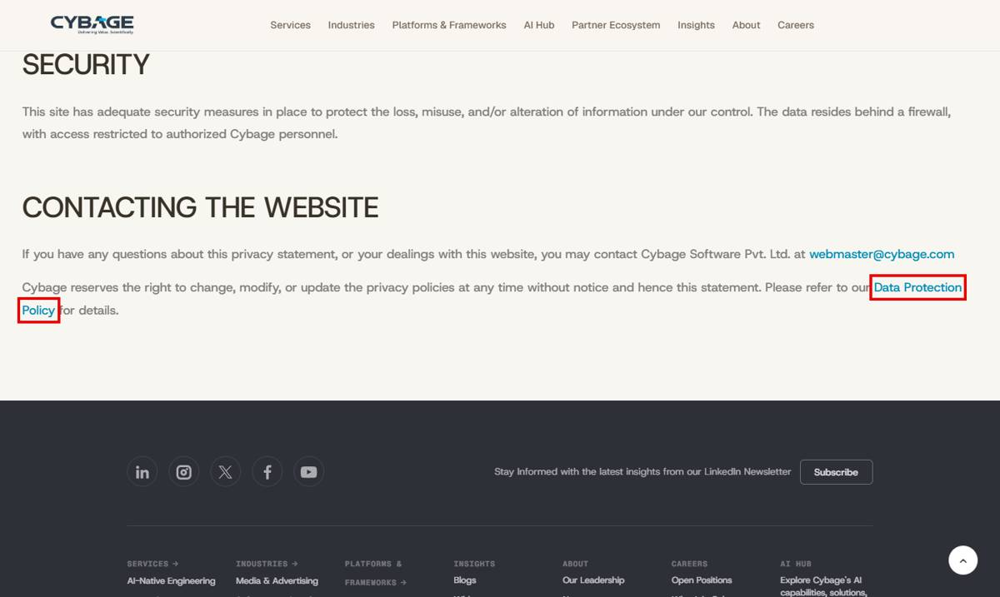 CYBAGE
Delivering Value. Scientifically.
Services Industries Platforms & Frameworks AI Hub Partner Ecosystem Insights About Careers
SECURITY
This site has adequate security measures in place to protect the loss, misuse, and/or alteration of information under our control. The data resides behind a firewall,
with access restricted to authorized Cybage personnel.
CONTACTING THE WEBSITE
If you have any questions about this privacy statement, or your dealings with this website, you may contact Cybage Software Pvt. Ltd. at webmaster@cybage.com
Cybage reserves the right to change, modify, or update the privacy policies at any time without notice and hence this statement. Please refer to our Data Protection
Policy for details.
Stay Informed with the latest insights from our LinkedIn Newsletter Subscribe
SERVICES → INDUSTRIES → PLATFORMS & INSIGHTS ABOUT CAREERS AI HUB
AI-Native Engineering Media & Advertising FRAMEWORKS → Blogs Our Leadership Open Positions Explore Cybage's AI
capabilities, solutions,